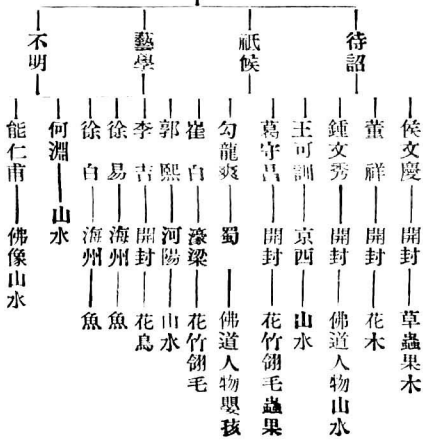 待詔
祇候
藝學
不明
侯文慶 開封 草蟲果木
董祥 開封 花木
鍾文秀 開封 佛道人物山水
王可訓 京西 山水
葛守昌 開封 花竹翎毛蟲果
勾龍爽 蜀 佛道人物嬰孩
崔白 濠梁 花竹翎毛
郭熙 河陽 山水
李吉 開封 花鳥
徐易 海州 魚
徐白 海州 魚
何淵 山水
能仁甫 佛像山水